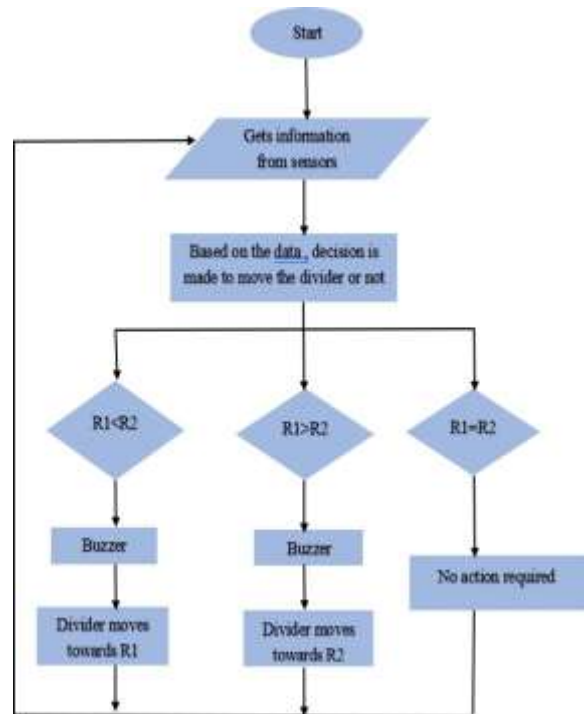 Start
Gets information
from sensors
Based on the data , decision is
made to move the divider or not
R1<R2
R1>R2
R1=R2
Buzzer
Buzzer
No action required
Divider moves
towards R1
Divider moves
towards R2